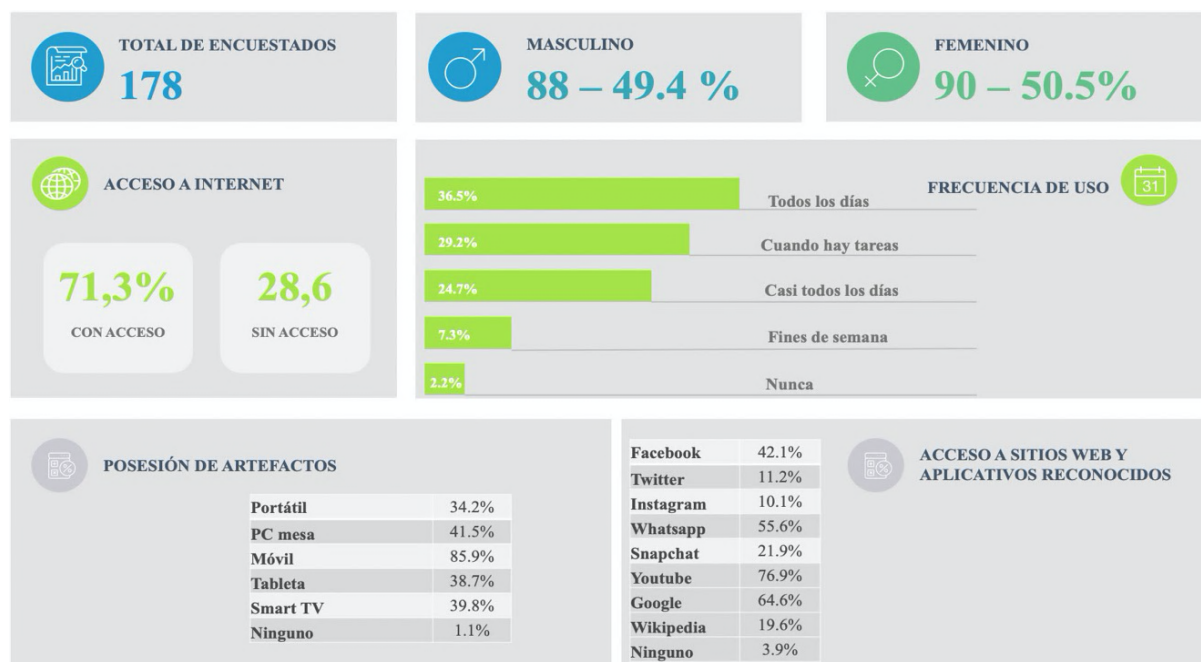 TOTAL DE ENCUESTADOS
178
MASCULINO
88 – 49.4 %
FEMENINO
90 – 50.5%
ACCESO A INTERNET
71,3%
CON ACCESO
28,6
SIN ACCESO
FRECUENCIA DE USO
31
36.5% Todos los días
29.2% Cuando hay tareas
24.7% Casi todos los días
7.3% Fines de semana
2.2% Nunca
POSESIÓN DE ARTEFACTOS
Portátil 34.2%
PC mesa 41.5%
Móvil 85.9%
Tableta 38.7%
Smart TV 39.8%
Ninguno 1.1%
ACCESO A SITIOS WEB Y
APLICATIVOS RECONOCIDOS
Facebook 42.1%
Twitter 11.2%
Instagram 10.1%
Whatsapp 55.6%
Snapchat 21.9%
Youtube 76.9%
Google 64.6%
Wikipedia 19.6%
Ninguno 3.9%